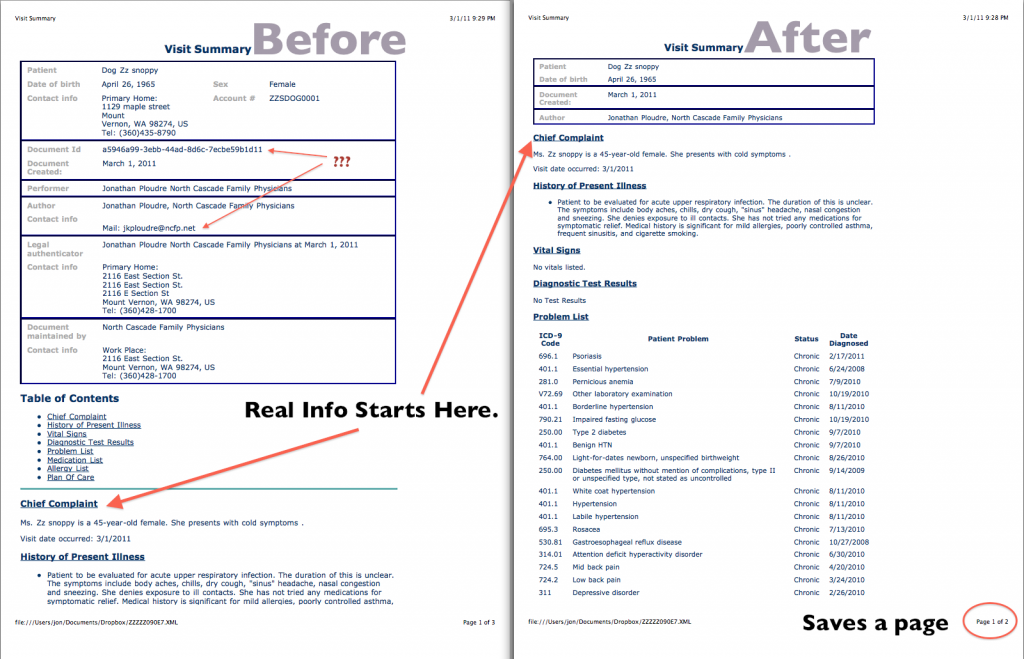 Visit Summary
3/1/11 9:29 PM
Before
Visit Summary
Patient Dog Zz snoppy
Date of birth April 26, 1965 Sex Female
Contact info Primary Home: Account # ZZSDOG0001
1129 maple street
Mount
Vernon, WA 98274, US
Tel: (360)435-8790
Document Id a5946a99-3ebb-44ad-8d6c-7ecbe59b1d11
???
Document March 1, 2011
Created:
Performer Jonathan Ploudre North Cascade Family Physicians
Author Jonathan Ploudre, North Cascade Family Physicians
Contact info
Mail: jkploudre@ncfp.net
Legal Jonathan Ploudre North Cascade Family Physicians at March 1, 2011
authenticator
Contact info Primary Home:
2116 East Section St.
2116 East Section St.
2116 E Section St
Mount Vernon, WA 98274, US
Tel: (360)428-1700
Document North Cascade Family Physicians
maintained by
Contact info Work Place:
2116 East Section St.
Mount Vernon, WA 98274, US
Tel: (360)428-1700
Table of Contents
Real Info Starts Here.
• Chief Complaint
• History of Present Illness
• Vital Signs
• Diagnostic Test Results
• Problem List
• Medication List
• Allergy List
• Plan Of Care
Chief Complaint
Ms. Zz snoppy is a 45-year-old female. She presents with cold symptoms .
Visit date occurred: 3/1/2011
History of Present Illness
• Patient to be evaluated for acute upper respiratory infection. The duration of this is unclear.
The symptoms include body aches, chills, dry cough, "sinus" headache, nasal congestion
and sneezing. She denies exposure to ill contacts. She has not tried any medications for
symptomatic relief. Medical history is significant for mild allergies, poorly controlled asthma,
file:///Users/jon/Documents/Dropbox/ZZZZZ090E7.XML
Page 1 of 3
Visit Summary
3/1/11 9:28 PM
After
Visit Summary
Patient Dog Zz snoppy
Date of birth April 26, 1965
Document March 1, 2011
Created:
Author Jonathan Ploudre, North Cascade Family Physicians
Chief Complaint
Ms. Zz snoppy is a 45-year-old female. She presents with cold symptoms .
Visit date occurred: 3/1/2011
History of Present Illness
• Patient to be evaluated for acute upper respiratory infection. The duration of this is unclear.
The symptoms include body aches, chills, dry cough, "sinus" headache, nasal congestion
and sneezing. She denies exposure to ill contacts. She has not tried any medications for
symptomatic relief. Medical history is significant for mild allergies, poorly controlled asthma,
frequent sinusitis, and cigarette smoking.
Vital Signs
No vitals listed.
Diagnostic Test Results
No Test Results
Problem List
ICD-9 Patient Problem Status Date
Code Diagnosed
696.1 Psoriasis Chronic 2/17/2011
401.1 Essential hypertension Chronic 6/24/2008
281.0 Pernicious anemia Chronic 7/9/2010
V72.69 Other laboratory examination Chronic 10/19/2010
401.1 Borderline hypertension Chronic 8/11/2010
790.21 Impaired fasting glucose Chronic 10/19/2010
250.00 Type 2 diabetes Chronic 9/7/2010
401.1 Benign HTN Chronic 9/7/2010
764.00 Light-for-dates newborn, unspecified birthweight Chronic 8/26/2010
250.00 Diabetes mellitus without mention of complications, type II Chronic 9/14/2009
or unspecified type, not stated as uncontrolled
401.1 White coat hypertension Chronic 8/11/2010
401.1 Hypertension Chronic 8/11/2010
401.1 Labile hypertension Chronic 8/11/2010
695.3 Rosacea Chronic 7/13/2010
530.81 Gastroesophageal reflux disease Chronic 10/27/2008
314.01 Attention deficit hyperactivity disorder Chronic 6/30/2010
724.5 Mid back pain Chronic 4/20/2010
724.2 Low back pain Chronic 3/24/2010
311 Depressive disorder Chronic 2/26/2010
file:///Users/jon/Documents/Dropbox/ZZZZZ090E7.XML
Saves a page
Page 1 of 2